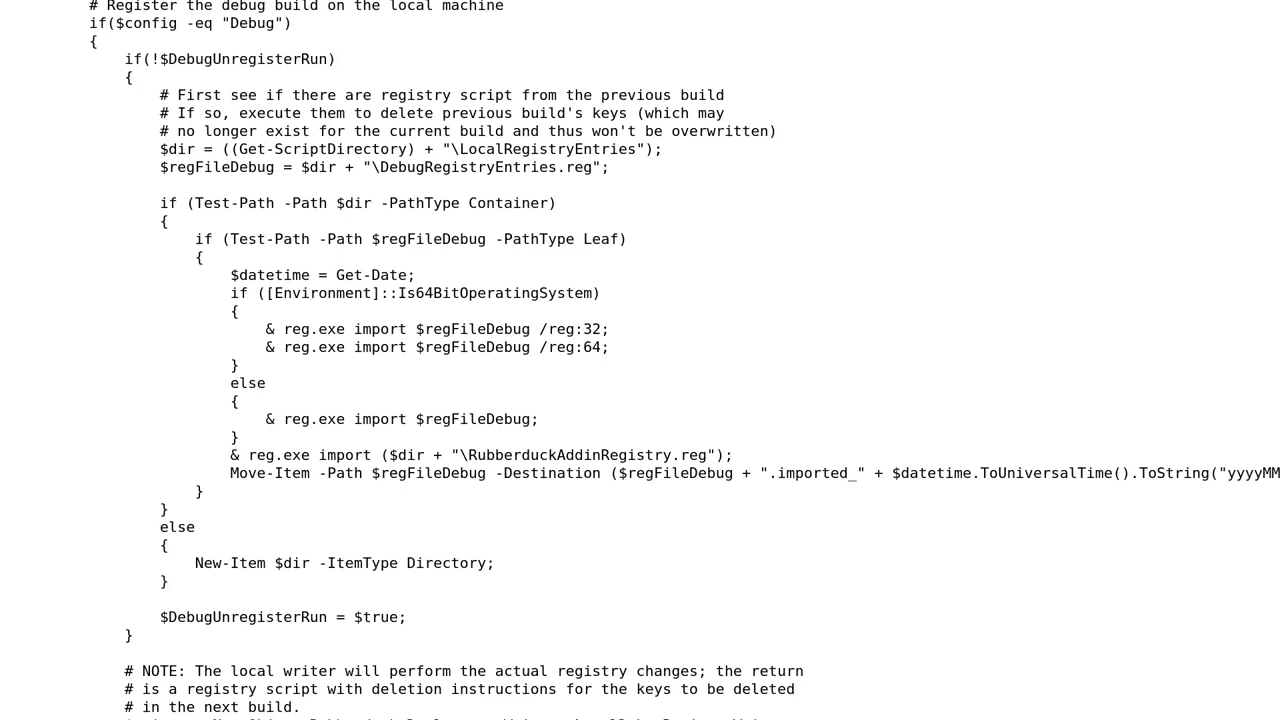 # Register the debug build on the local machine
if($config -eq "Debug")
{
if(!$DebugUnregisterRun)
{
# First see if there are registry script from the previous build
# If so, execute them to delete previous build's keys (which may
# no longer exist for the current build and thus won't be overwritten)
$dir = ((Get-ScriptDirectory) + "\LocalRegistryEntries");
$regFileDebug = $dir + "\DebugRegistryEntries.reg";
if (Test-Path -Path $dir -PathType Container)
{
if (Test-Path -Path $regFileDebug -PathType Leaf)
{
$datetime = Get-Date;
if ([Environment]::Is64BitOperatingSystem)
{
& reg.exe import $regFileDebug /reg:32;
& reg.exe import $regFileDebug /reg:64;
}
else
{
& reg.exe import $regFileDebug;
}
& reg.exe import ($dir + "\RubberduckAddinRegistry.reg");
Move-Item -Path $regFileDebug -Destination ($regFileDebug + ".imported_" + $datetime.ToUniversalTime().ToString("yyyyMM
}
}
else
{
New-Item $dir -ItemType Directory;
}
$DebugUnregisterRun = $true;
}
# NOTE: The local writer will perform the actual registry changes; the return
# is a registry script with deletion instructions for the keys to be deleted
# in the next build.